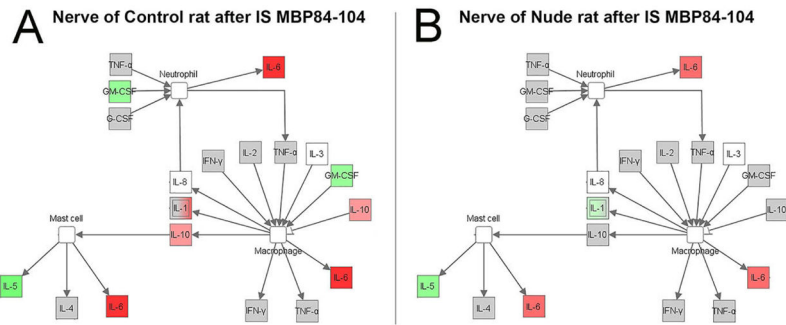 A Nerve of Control rat after IS MBP84-104
TNF-α
Neutrophil
IL-6
GM-CSF
G-CSF
IFN-γ
IL-2
TNF-α
IL-3
GM-CSF
IL-8
IL-1
IL-10
IL-10
Mast cell
Macrophage
IL-5
IL-4
IL-6
IL-6
IFN-γ
TNF-α
B Nerve of Nude rat after IS MBP84-104
TNF-α
Neutrophil
IL-6
GM-CSF
G-CSF
IFN-γ
IL-2
TNF-α
IL-3
GM-CSF
IL-8
IL-1
IL-10
IL-10
Mast cell
Macrophage
IL-5
IL-4
IL-6
IL-6
IFN-γ
TNF-α